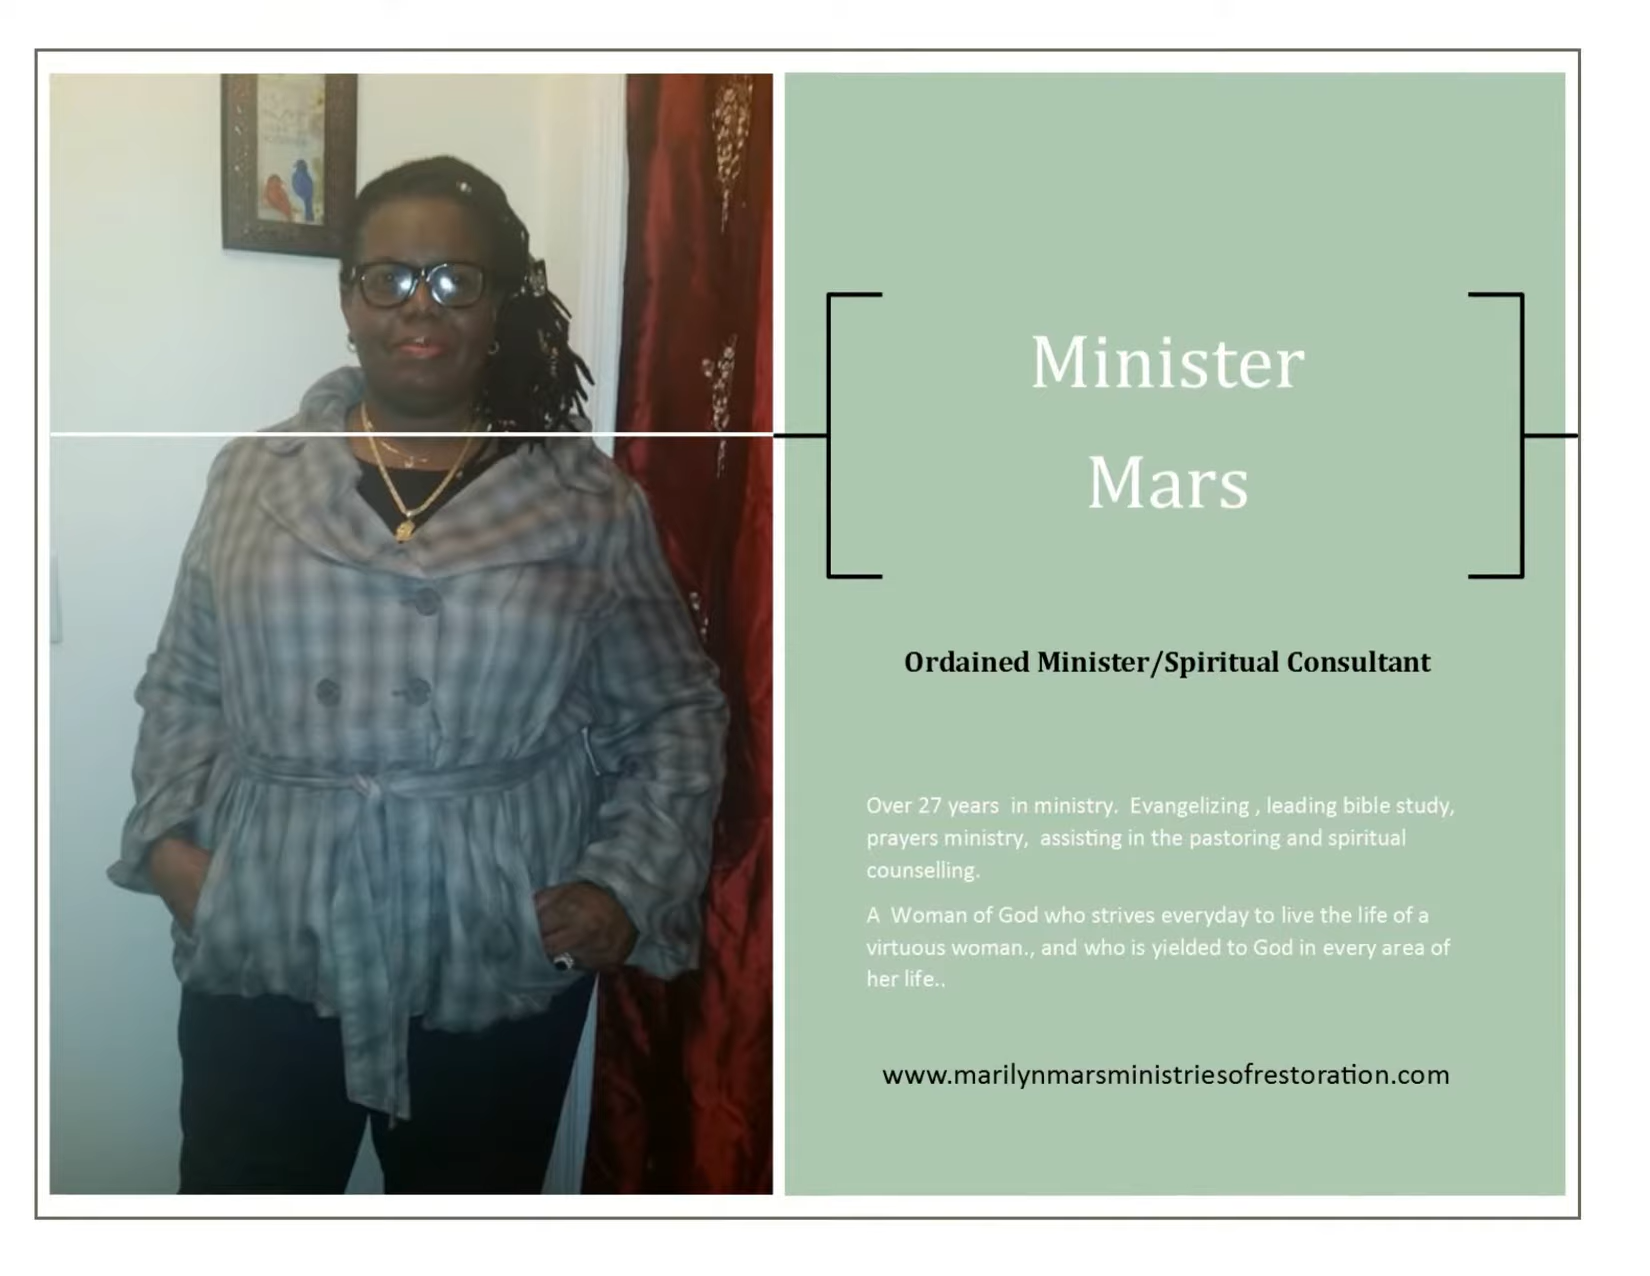 Minister
Mars
Ordained Minister/Spiritual Consultant
Over 27 years  in ministry.  Evangelizing , leading bible study,
prayers ministry,  assisting in the pastoring and spiritual
counselling.
A  Woman of God who strives everyday to live the life of a
virtuous woman., and who is yielded to God in every area of
her life..
www.marilynmarsministriesofrestoration.com